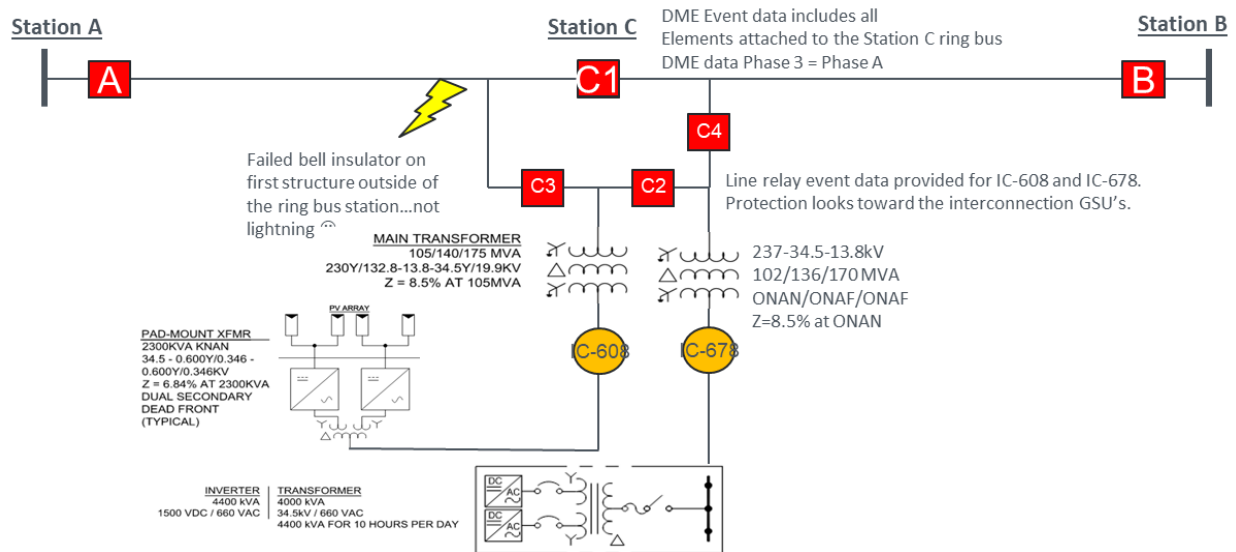 Station A
Station C
DME Event data includes all
Elements attached to the Station C ring bus
DME data Phase 3 = Phase A
Station B
A
C1
B
C4
Failed bell insulator on
first structure outside of
the ring bus station...not
lightning
C3
C2
Line relay event data provided for IC-608 and IC-678.
Protection looks toward the interconnection GSU's.
MAIN TRANSFORMER
105/140/175 MVA
230Y/132.8-13.8-34.5Y/19.9KV
Z = 8.5% AT 105MVA
237-34.5-13.8kV
102/136/170 MVA
ONAN/ONAF/ONAF
Z=8.5% at ONAN
PV ARRAY
PAD-MOUNT XFMR
2300KVA KNAN
34.5 - 0.600Y/0.346 -
0.600Y/0.346KV
Z = 6.84% AT 2300KVA
DUAL SECONDARY
DEAD FRONT
(TYPICAL)
IC-608
IC-678
INVERTER
4400 kVA
1500 VDC / 660 VAC
TRANSFORMER
4000 kVA
34.5kV / 660 VAC
4400 kVA FOR 10 HOURS PER DAY
DC
AC
DC
AC